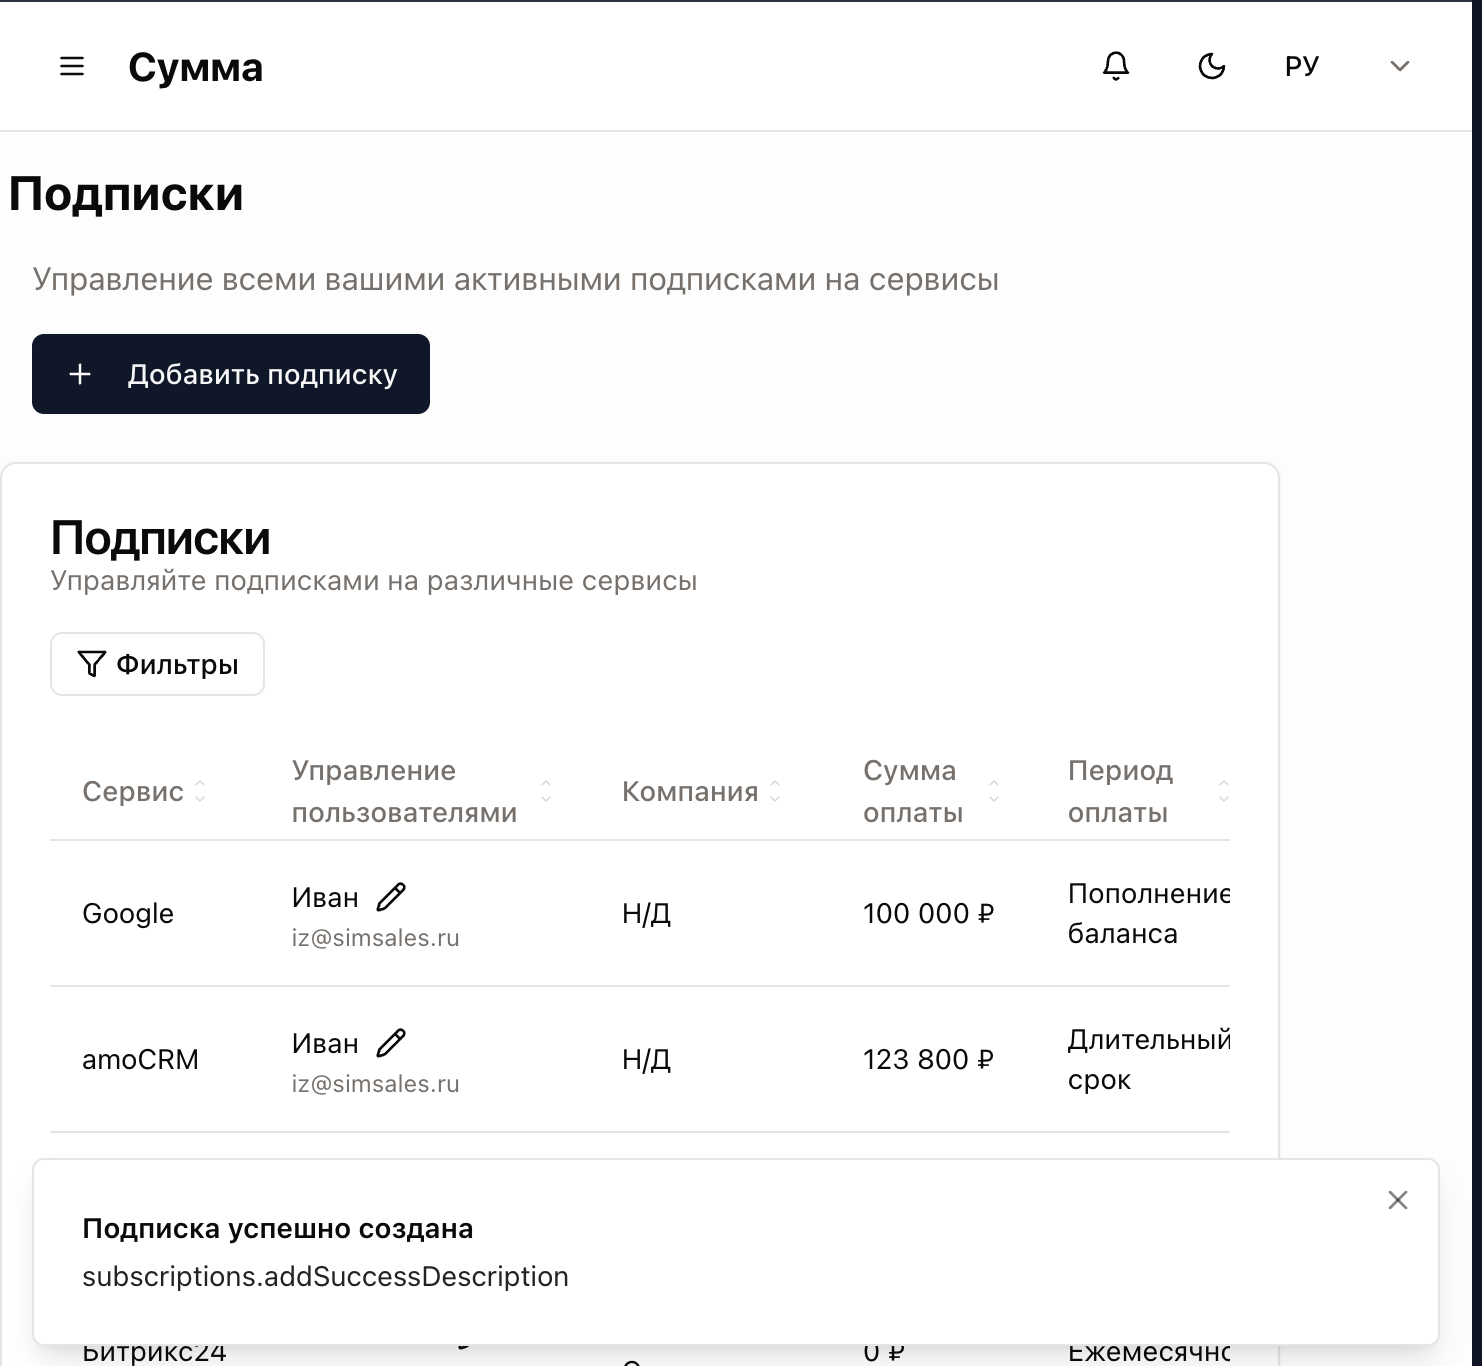 Сумма
РУ
Подписки
Управление всеми вашими активными подписками на сервисы
Добавить подписку
Подписки
Управляйте подписками на различные сервисы
Фильтры
Сервис
Управление
пользователями
Компания
Сумма
оплаты
Период
оплаты
Google
Иван
iz@simsales.ru
Н/Д
100 000 ₽
Пополнение
баланса
amoCRM
Иван
iz@simsales.ru
Н/Д
123 800 ₽
Длительный
срок
Подписка успешно создана
subscriptions.addSuccessDescription
Битрикс24
0 ₽
Ежемесячно